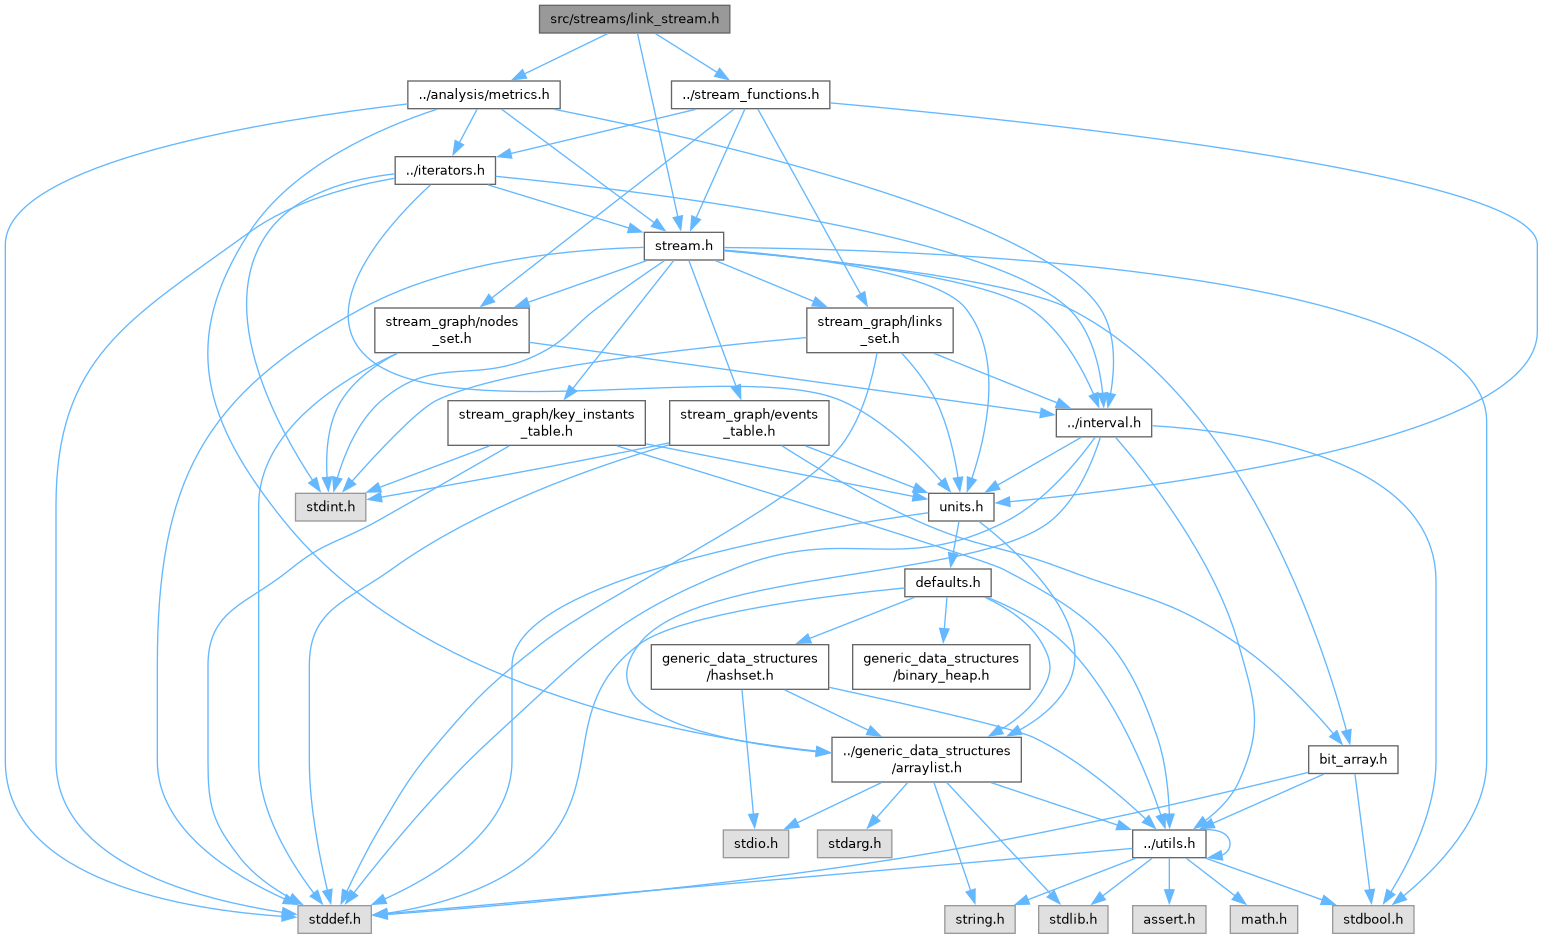 src/streams/link_stream.h
../analysis/metrics.h
../stream_functions.h
../iterators.h
stream.h
stream_graph/nodes
_set.h
stream_graph/links
_set.h
stream_graph/key_instants
_table.h
stream_graph/events
_table.h
../interval.h
stdint.h
units.h
defaults.h
generic_data_structures
/hashset.h
generic_data_structures
/binary_heap.h
../generic_data_structures
/arraylist.h
bit_array.h
stdio.h
stdarg.h
../utils.h
stddef.h
string.h
stdlib.h
assert.h
math.h
stdbool.h